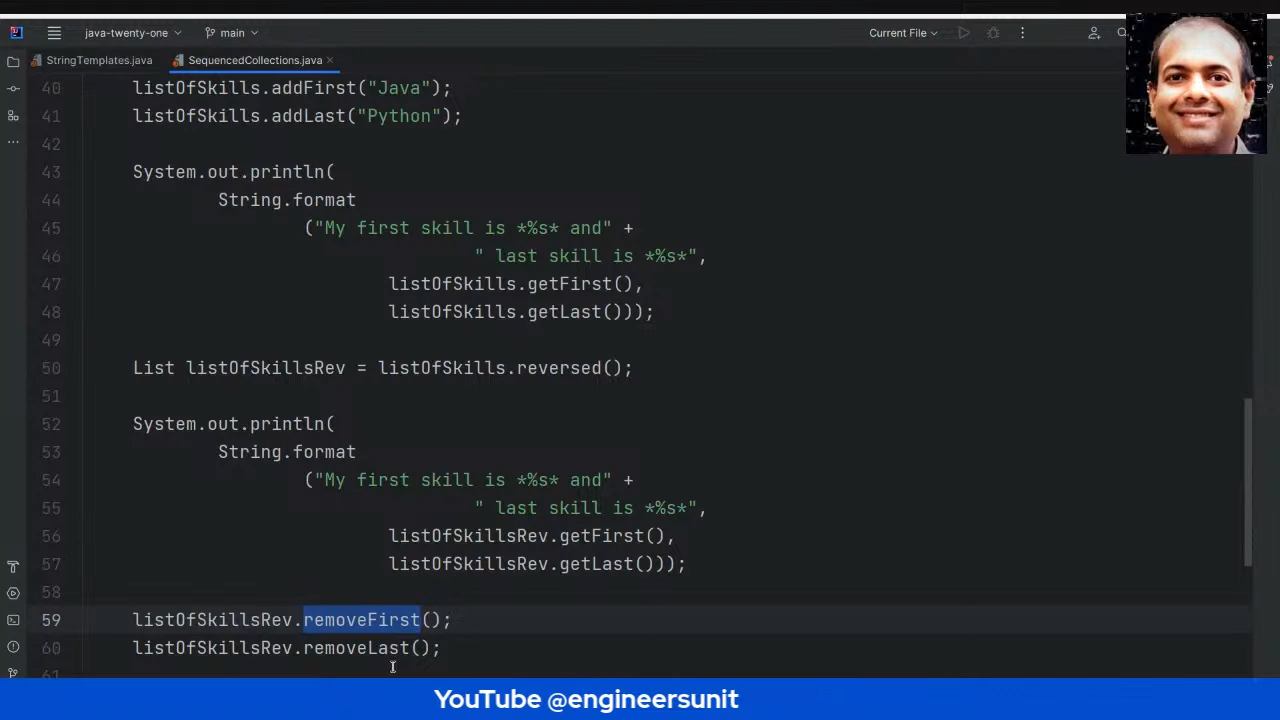 java-twenty-one
main
Current File
StringTemplates.java
SequencedCollections.java
40 listOfSkills.addFirst("Java");
41 listOfSkills.addLast("Python");
42
43 System.out.println(
44 String.format
45 ("My first skill is *%s* and" +
46 " last skill is *%s*",
47 listOfSkills.getFirst(),
48 listOfSkills.getLast()));
49
50 List listOfSkillsRev = listOfSkills.reversed();
51
52 System.out.println(
53 String.format
54 ("My first skill is *%s* and" +
55 " last skill is *%s*",
56 listOfSkillsRev.getFirst(),
57 listOfSkillsRev.getLast()));
58
59 listOfSkillsRev.removeFirst();
60 listOfSkillsRev.removeLast();
61
YouTube @engineersunit